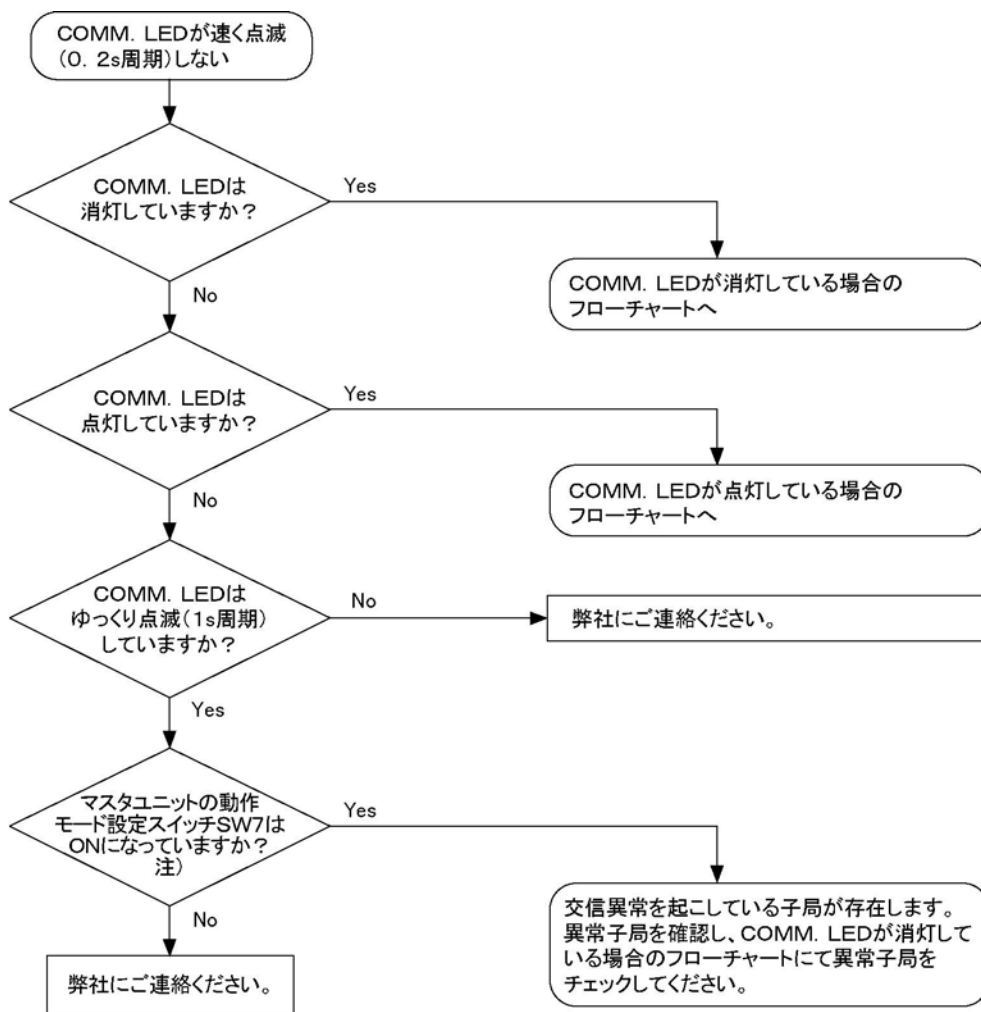 COMM. LEDが速く点滅
(0. 2s周期)しない
COMM. LEDは
消灯していますか？
Yes
No
COMM. LEDが消灯している場合の
フローチャートへ
COMM. LEDは
点灯していますか？
Yes
No
COMM. LEDが点灯している場合の
フローチャートへ
COMM. LEDは
ゆっくり点滅(1s周期)
していますか？
No
弊社にご連絡ください。
Yes
マスタユニットの動作
モード設定スイッチSW7は
ONになっていますか？
注)
Yes
No
交信異常を起こしている子局が存在します。
異常子局を確認し、COMM. LEDが消灯して
いる場合のフローチャートにて異常子局を
チェックしてください。
弊社にご連絡ください。